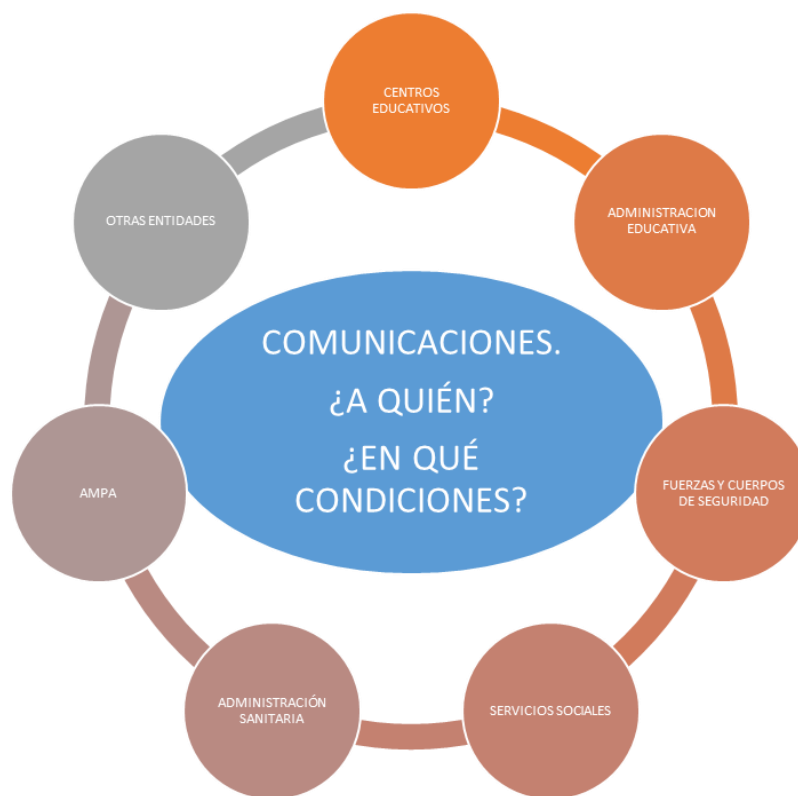 CENTROS
EDUCATIVOS
ADMINISTRACION
EDUCATIVA
FUERZAS Y CUERPOS
DE SEGURIDAD
SERVICIOS SOCIALES
ADMINISTRACIÓN
SANITARIA
AMPA
OTRAS ENTIDADES
COMUNICACIONES.
¿A QUIÉN?
¿EN QUÉ
CONDICIONES?